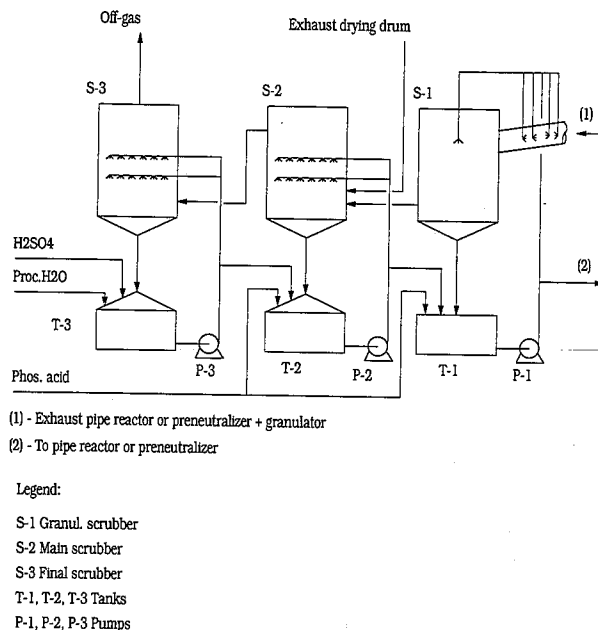 Off-gas
Exhaust drying drum
S-3
S-2
S-1
(1)
H2SO4
Proc.H2O
(2)
T-3
P-3
T-2
P-2
T-1
P-1
Phos. acid
(1) - Exhaust pipe reactor or preneutralizer + granulator
(2) - To pipe reactor or preneutralizer
Legend:
S-1 Granul. scrubber
S-2 Main scrubber
S-3 Final scrubber
T-1, T-2, T-3 Tanks
P-1, P-2, P-3 Pumps